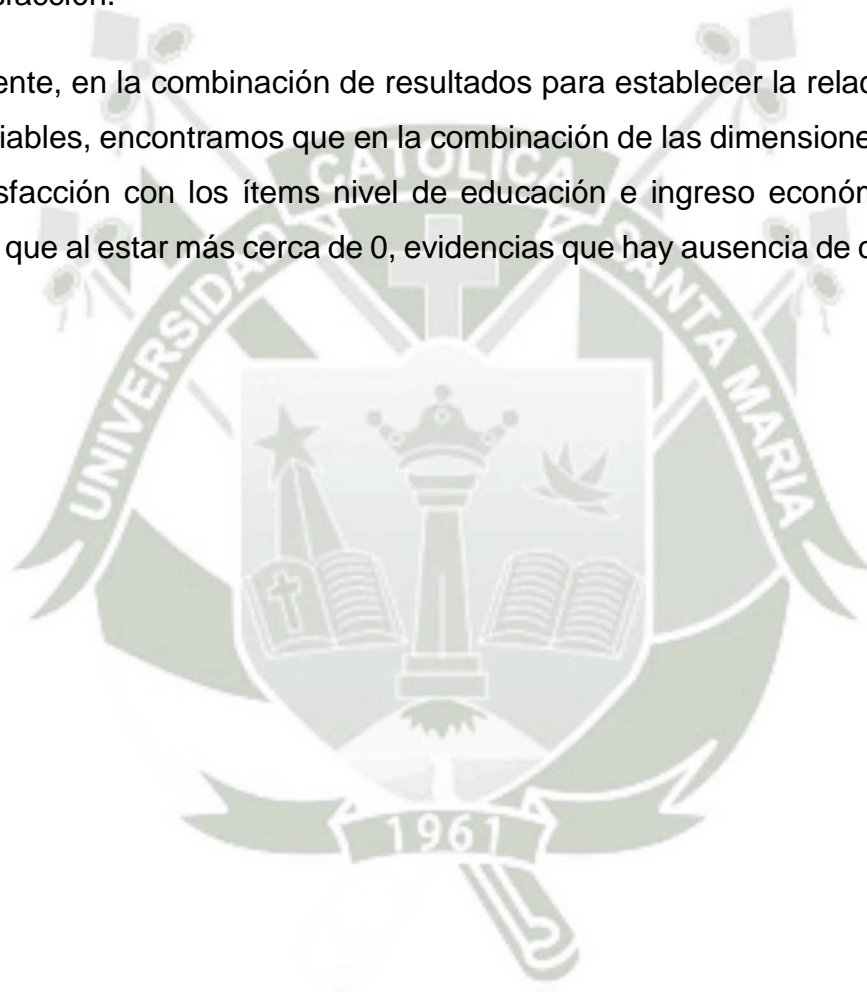 ente, en la combinación de resultados para establecer la relac
iables, encontramos que en la combinación de las dimensione
sfacción con los ítems nivel de educación e ingreso econó
que al estar más cerca de 0, evidencias que hay ausencia de
UNIVERSIDAD CATOLICA SANTA MARIA
1961